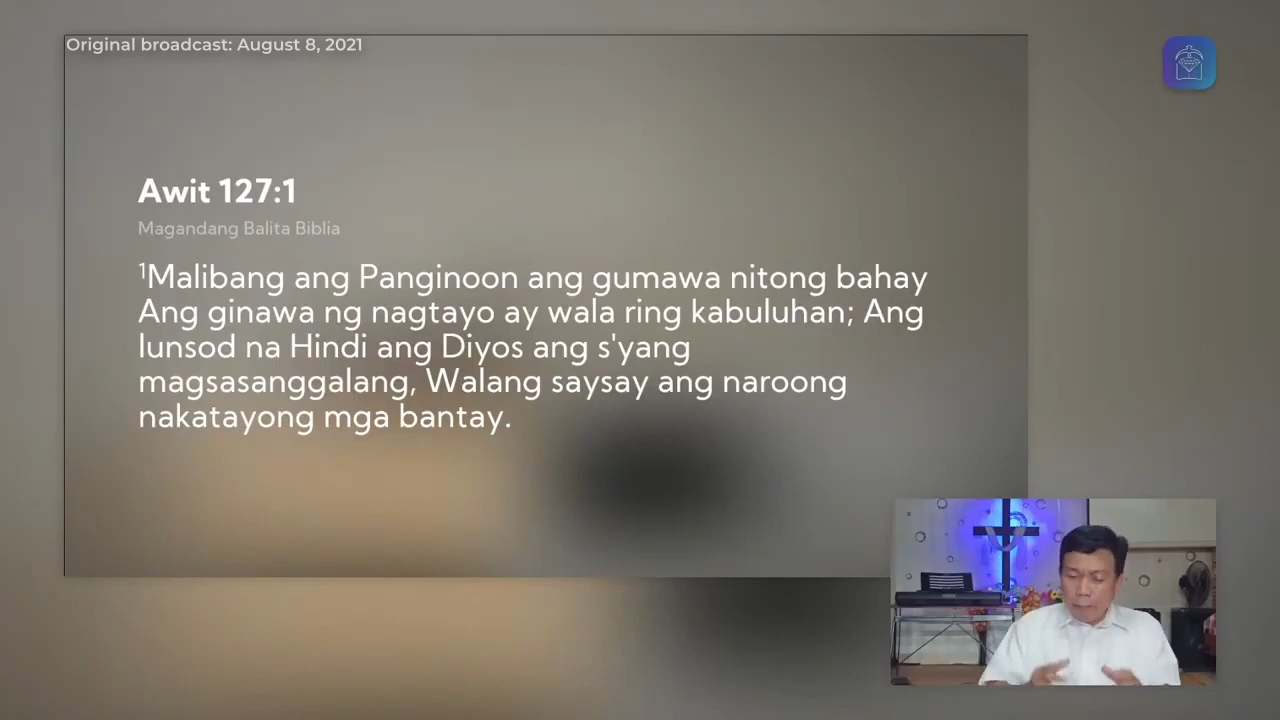 Original broadcast: August 8, 2021
Awit 127:1
Magandang Balita Biblia
¹Malibang ang Panginoon ang gumawa nitong bahay
Ang ginawa ng nagtayo ay wala ring kabuluhan; Ang
lunsod na Hindi ang Diyos ang s'yang
magsasanggalang, Walang saysay ang naroong
nakatayong mga bantay.